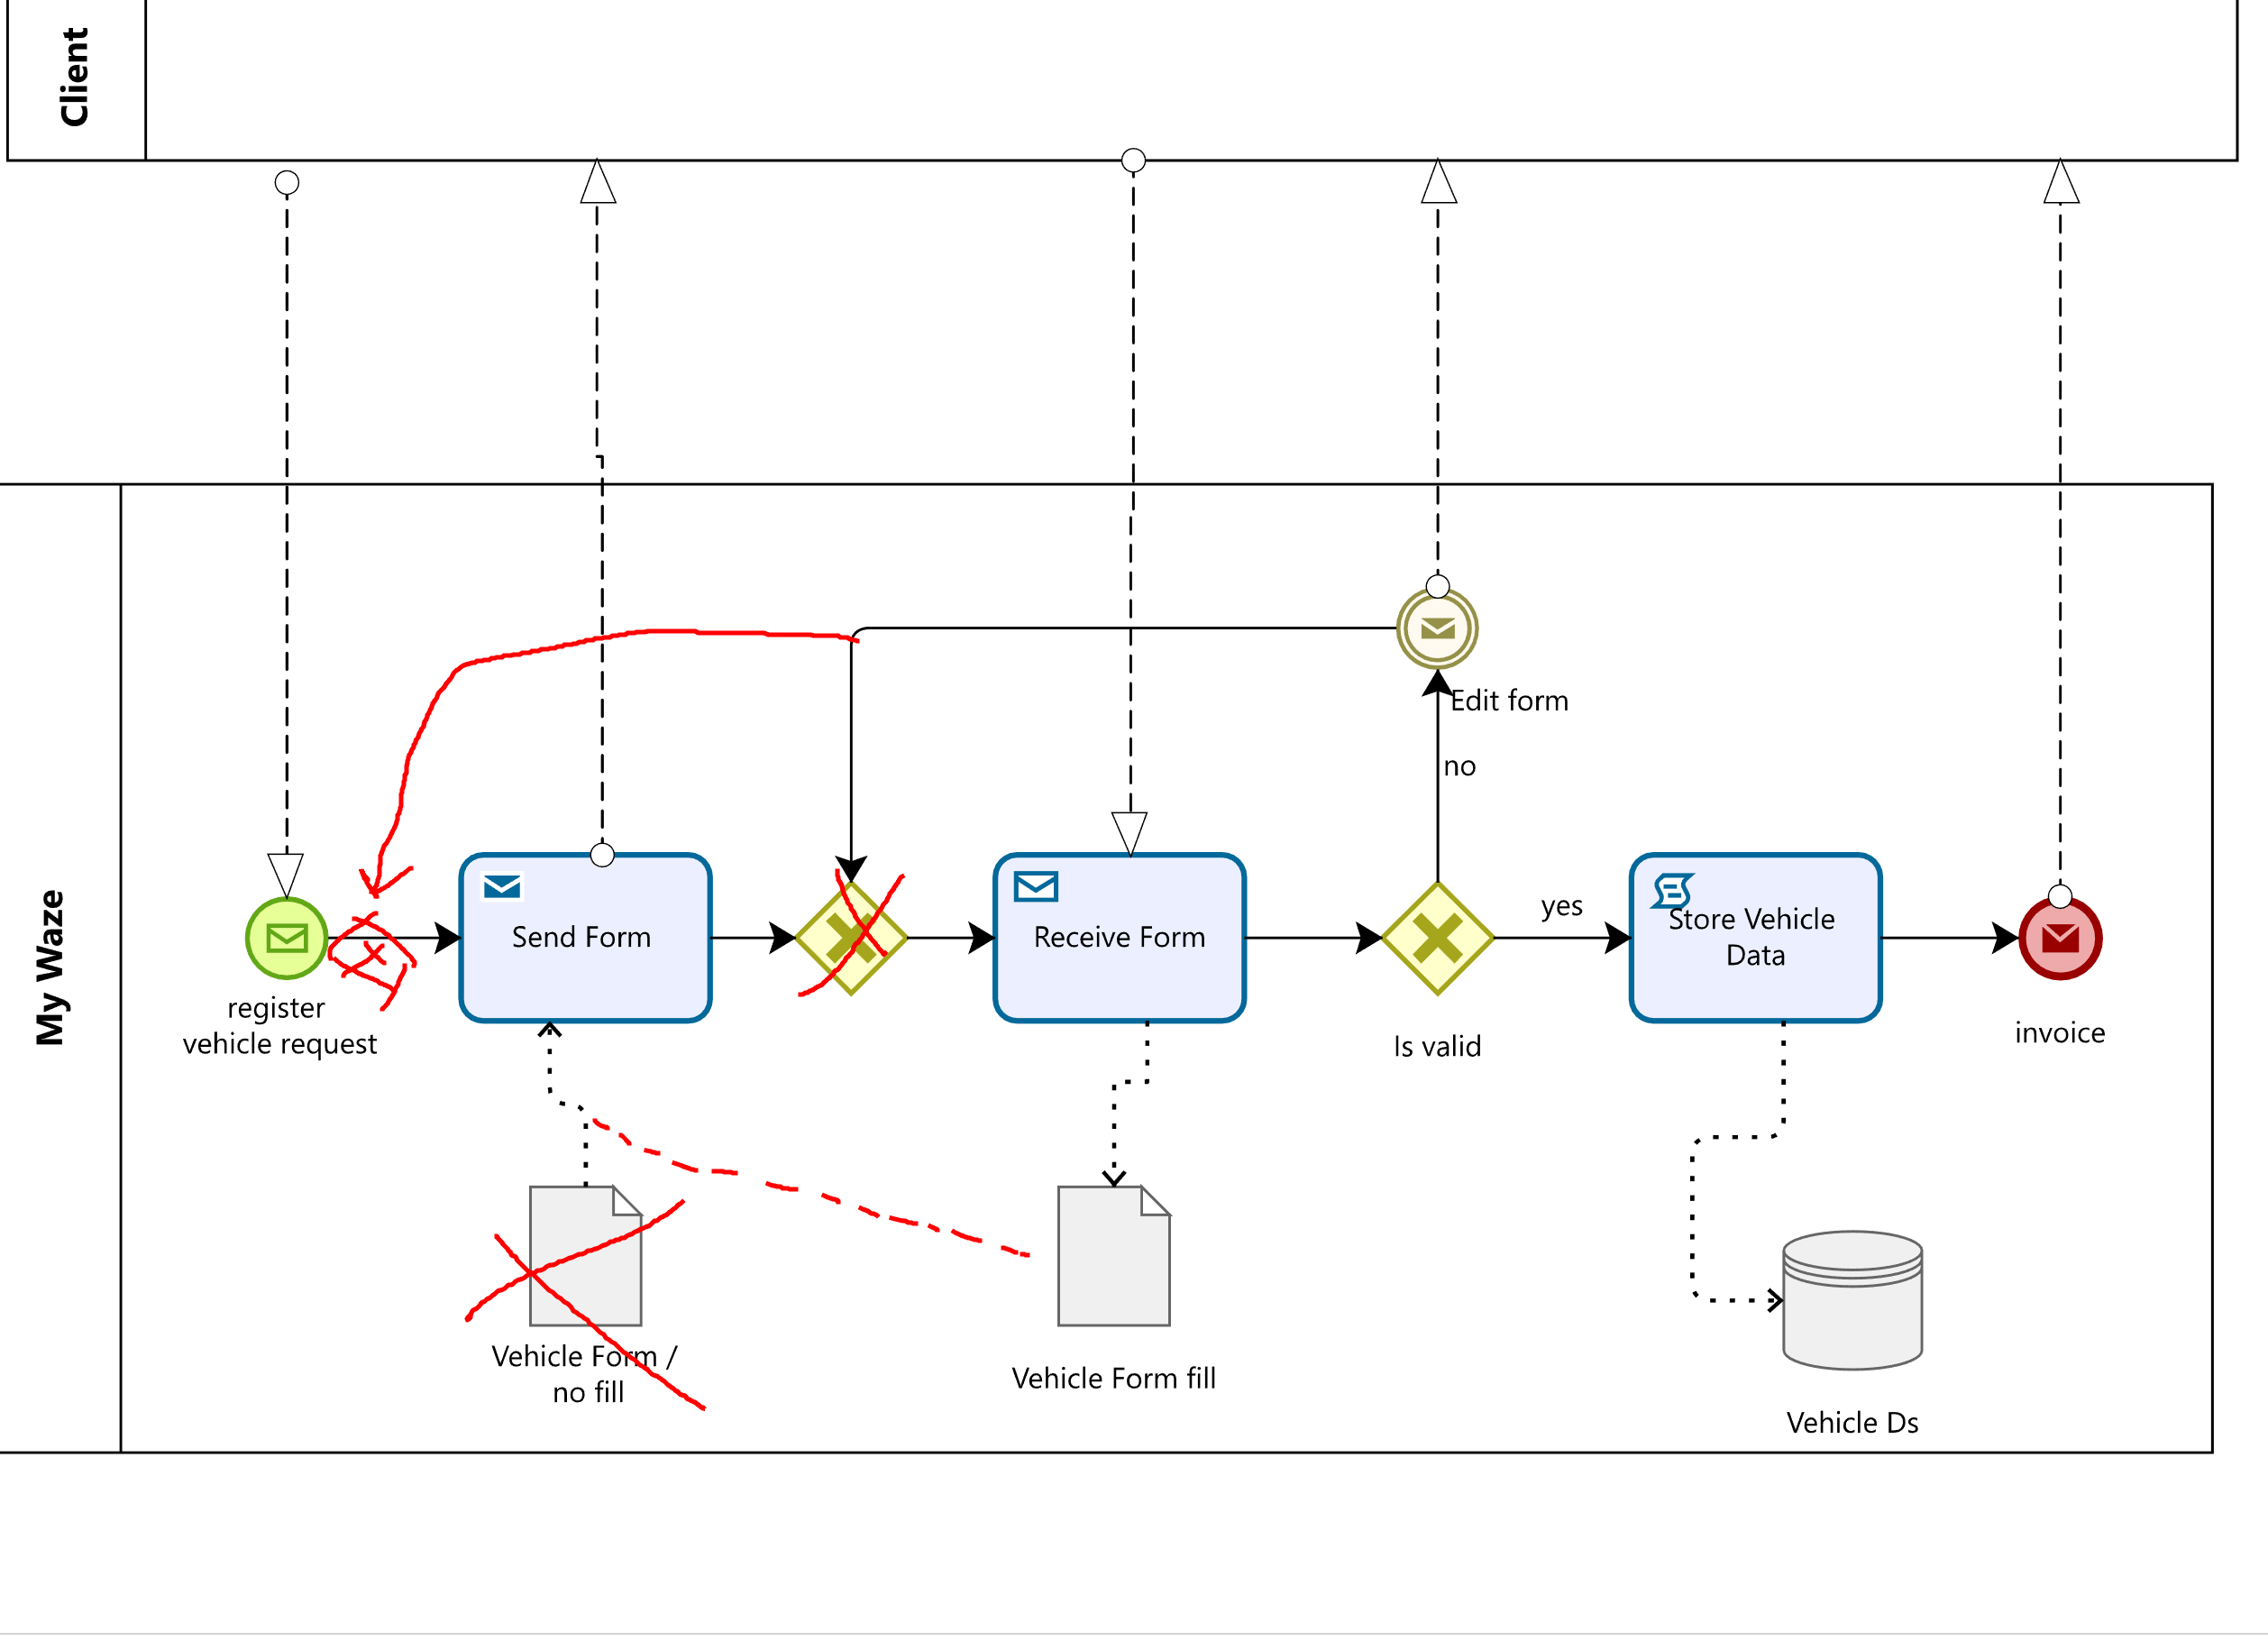 Client
My Waze
Edit form
no
Send Form
Receive Form
yes
Store Vehicle
Data
register
vehicle request
Is valid
invoice
Vehicle Form /
no fill
Vehicle Form fill
Vehicle Ds